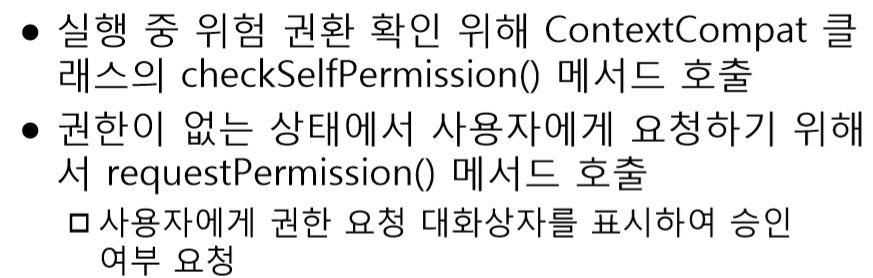 ● 실행 중 위험 권환 확인 위해 ContextCompat 클
래스의 checkSelfPermission() 메서드 호출
● 권한이 없는 상태에서 사용자에게 요청하기 위해
서 requestPermission() 메서드 호출
□ 사용자에게 권한 요청 대화상자를 표시하여 승인
여부 요청